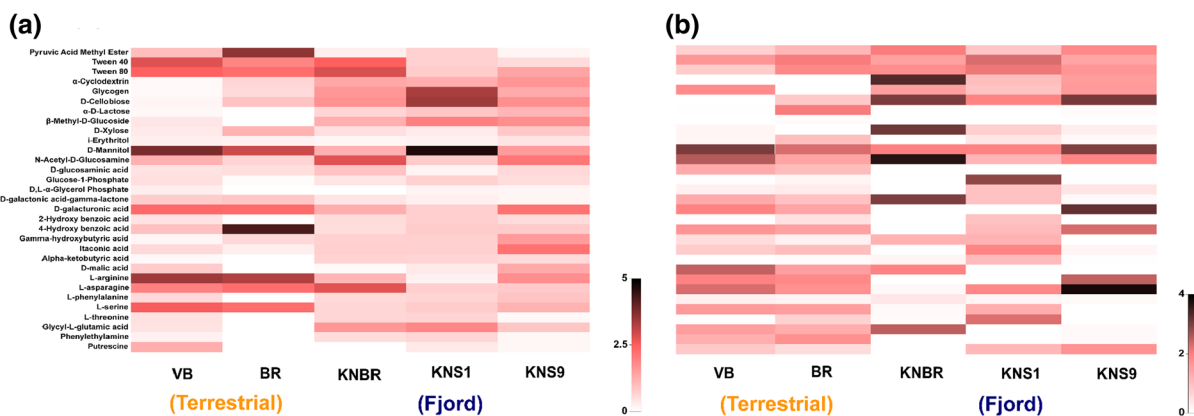 (a)
Pyruvic Acid Methyl Ester
Tween 40
Tween 80
α-Cyclodextrin
Glycogen
D-Cellobiose
α-D-Lactose
β-Methyl-D-Glucoside
D-Xylose
i-Erythritol
D-Mannitol
N-Acetyl-D-Glucosamine
D-glucosaminic acid
Glucose-1-Phosphate
D,L-α-Glycerol Phosphate
D-galactonic acid-gamma-lactone
D-galacturonic acid
2-Hydroxy benzoic acid
4-Hydroxy benzoic acid
Gamma-hydroxybutyric acid
Itaconic acid
Alpha-ketobutyric acid
D-malic acid
L-arginine
L-asparagine
L-phenylalanine
L-serine
L-threonine
Glycyl-L-glutamic acid
Phenylethylamine
Putrescine
VB BR KNBR KNS1 KNS9
(Terrestrial) (Fjord)
5
2.5
0
(b)
VB BR KNBR KNS1 KNS9
(Terrestrial) (Fjord)
4
2
0